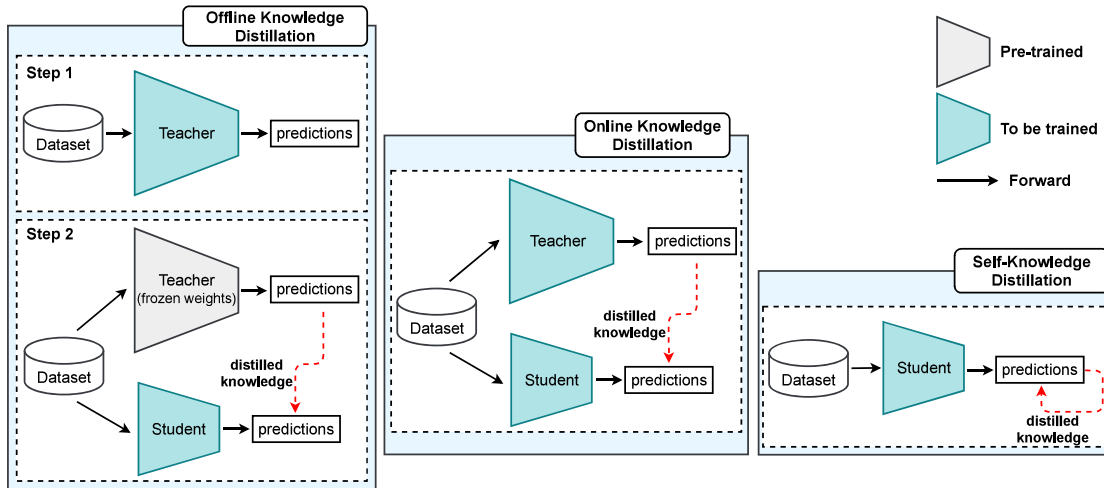 Offline Knowledge
Distillation
Step 1
Dataset
Teacher
predictions
Step 2
Teacher
(frozen weights)
predictions
Dataset
distilled
knowledge
Student
predictions
Online Knowledge
Distillation
Teacher
predictions
Dataset
distilled
knowledge
Student
predictions
Pre-trained
To be trained
Forward
Self-Knowledge
Distillation
Dataset
Student
predictions
distilled
knowledge